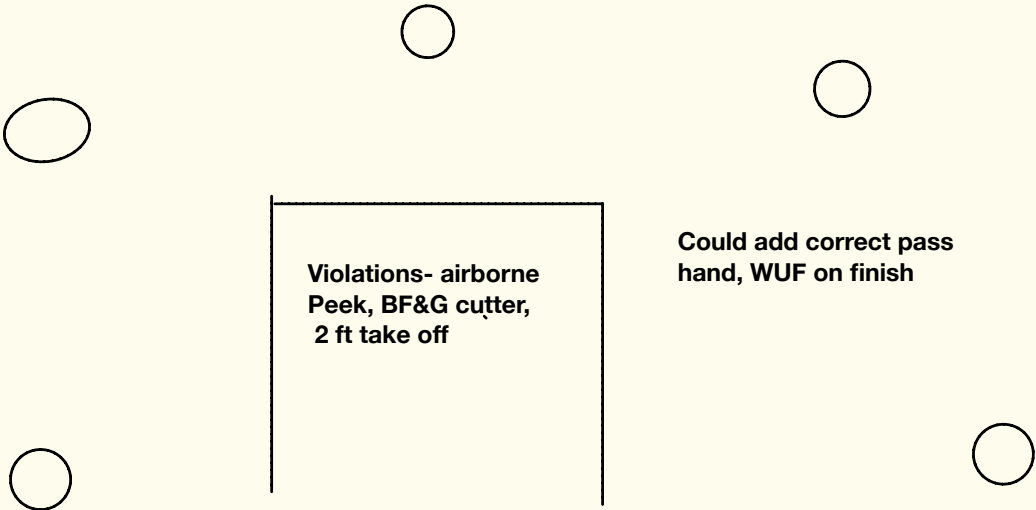 Violations- airborne
Peek, BF&G cutter,
2 ft take off
Could add correct pass
hand, WUF on finish